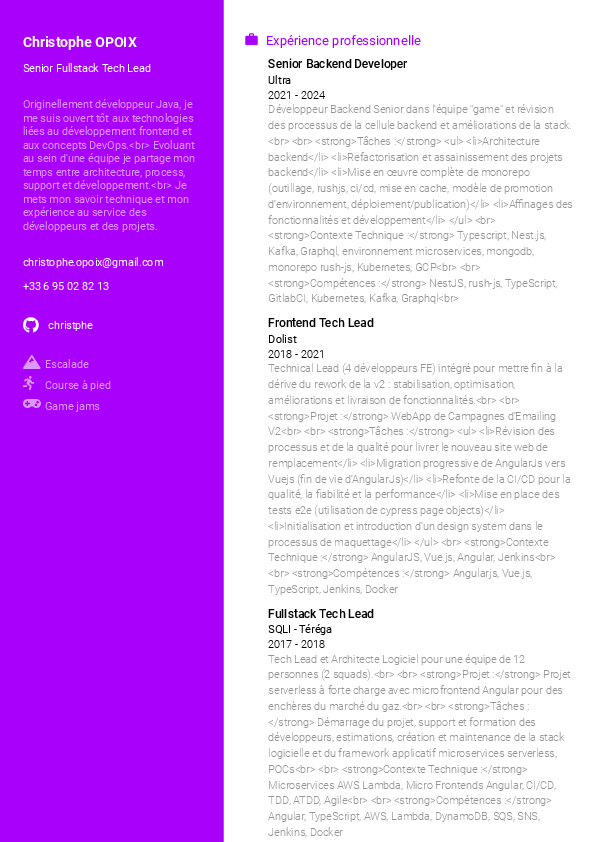 Christophe OPOIX
Senior Fullstack Tech Lead
Originellement développeur Java, je
me suis ouvert tôt aux technologies
liées au développement frontend et
aux concepts DevOps.<br> Evoluant
au sein d'une équipe je partage mon
temps entre architecture, process,
support et développement.<br> Je
mets mon savoir technique et mon
expérience au service des
développeurs et des projets.
christophe.opoix@gmail.com
+33 6 95 02 82 13
christphe
Escalade
Course à pied
Game jams
Expérience professionnelle
Senior Backend Developer
Ultra
2021 - 2024
Développeur Backend Senior dans l'équipe "game" et révision
des processus de la cellule backend et améliorations de la stack.
<br> <br> <strong>Tâches :</strong> <ul> <li>Architecture
backend</li> <li>Refactorisation et assainissement des projets
backend</li> <li>Mise en œuvre complète de monorepo
(outillage, rushjs, ci/cd, mise en cache, modèle de promotion
d'environnement, déploiement/publication)</li> <li>Affinages des
fonctionnalités et développement</li> </ul> <br>
<strong>Contexte Technique :</strong> Typescript, Nest.js,
Kafka, Graphql, environnement microservices, mongodb,
monorepo rush-js, Kubernetes, GCP<br> <br>
<strong>Compétences :</strong> NestJS, rush-js, TypeScript,
GitlabCI, Kubernetes, Kafka, Graphql<br>
Frontend Tech Lead
Dolist
2018 - 2021
Technical Lead (4 développeurs FE) intégré pour mettre fin à la
dérive du rework de la v2 : stabilisation, optimisation,
améliorations et livraison de fonctionnalités.<br> <br>
<strong>Projet :</strong> WebApp de Campagnes d'Emailing
V2<br> <br> <strong>Tâches :</strong> <ul> <li>Révision des
processus et de la qualité pour livrer le nouveau site web de
remplacement</li> <li>Migration progressive de AngularJs vers
Vuejs (fin de vie d'AngularJs)</li> <li>Refonte de la CI/CD pour la
qualité, la fiabilité et la performance</li> <li>Mise en place des
tests e2e (utilisation de cypress page objects)</li>
<li>Initialisation et introduction d'un design system dans le
processus de maquettage</li> </ul> <br> <strong>Contexte
Technique :</strong> AngularJS, Vue.js, Angular, Jenkins<br>
<br> <strong>Compétences :</strong> Angularjs, Vue.js,
TypeScript, Jenkins, Docker
Fullstack Tech Lead
SQLI - Téréga
2017 - 2018
Tech Lead et Architecte Logiciel pour une équipe de 12
personnes (2 squads).<br> <br> <strong>Projet :</strong> Projet
serverless à forte charge avec microfrontend Angular pour des
enchères du marché du gaz.<br> <br> <strong>Tâches :
</strong> Démarrage du projet, support et formation des
développeurs, estimations, création et maintenance de la stack
logicielle et du framework applicatif microservices serverless,
POCs<br> <br> <strong>Contexte Technique :</strong>
Microservices AWS Lambda, Micro Frontends Angular, CI/CD,
TDD, ATDD, Agile<br> <br> <strong>Compétences :</strong>
Angular, TypeScript, AWS, Lambda, DynamoDB, SQS, SNS,
Jenkins, Docker